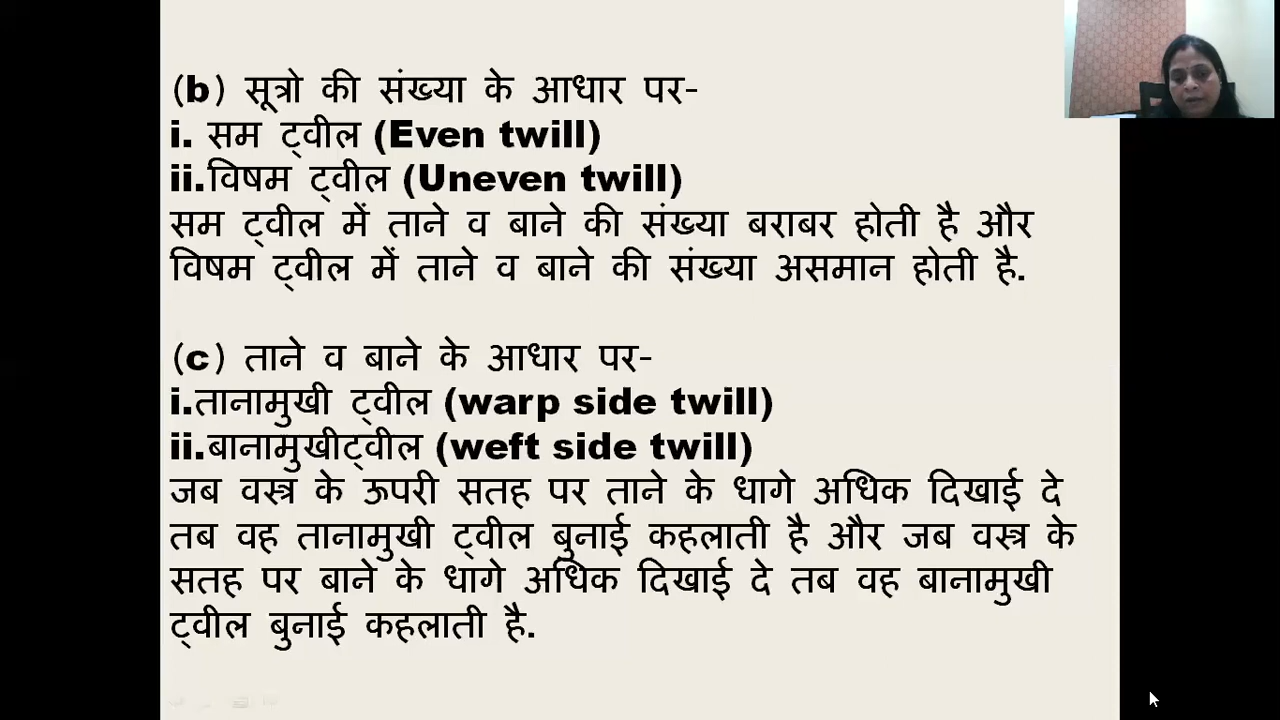 (b) सूत्रो की संख्या के आधार पर-
i. सम ट्वील (Even twill)
ii.विषम ट्वील (Uneven twill)
सम ट्वील में ताने व बाने की संख्या बराबर होती है और
विषम ट्वील में ताने व बाने की संख्या असमान होती है.
(c) ताने व बाने के आधार पर-
i.तानामुखी ट्वील (warp side twill)
ii.बानामुखीट्वील (weft side twill)
जब वस्त्र के ऊपरी सतह पर ताने के धागे अधिक दिखाई दे
तब वह तानामुखी ट्वील बुनाई कहलाती है और जब वस्त्र के
सतह पर बाने के धागे अधिक दिखाई दे तब वह बानामुखी
ट्वील बुनाई कहलाती है.